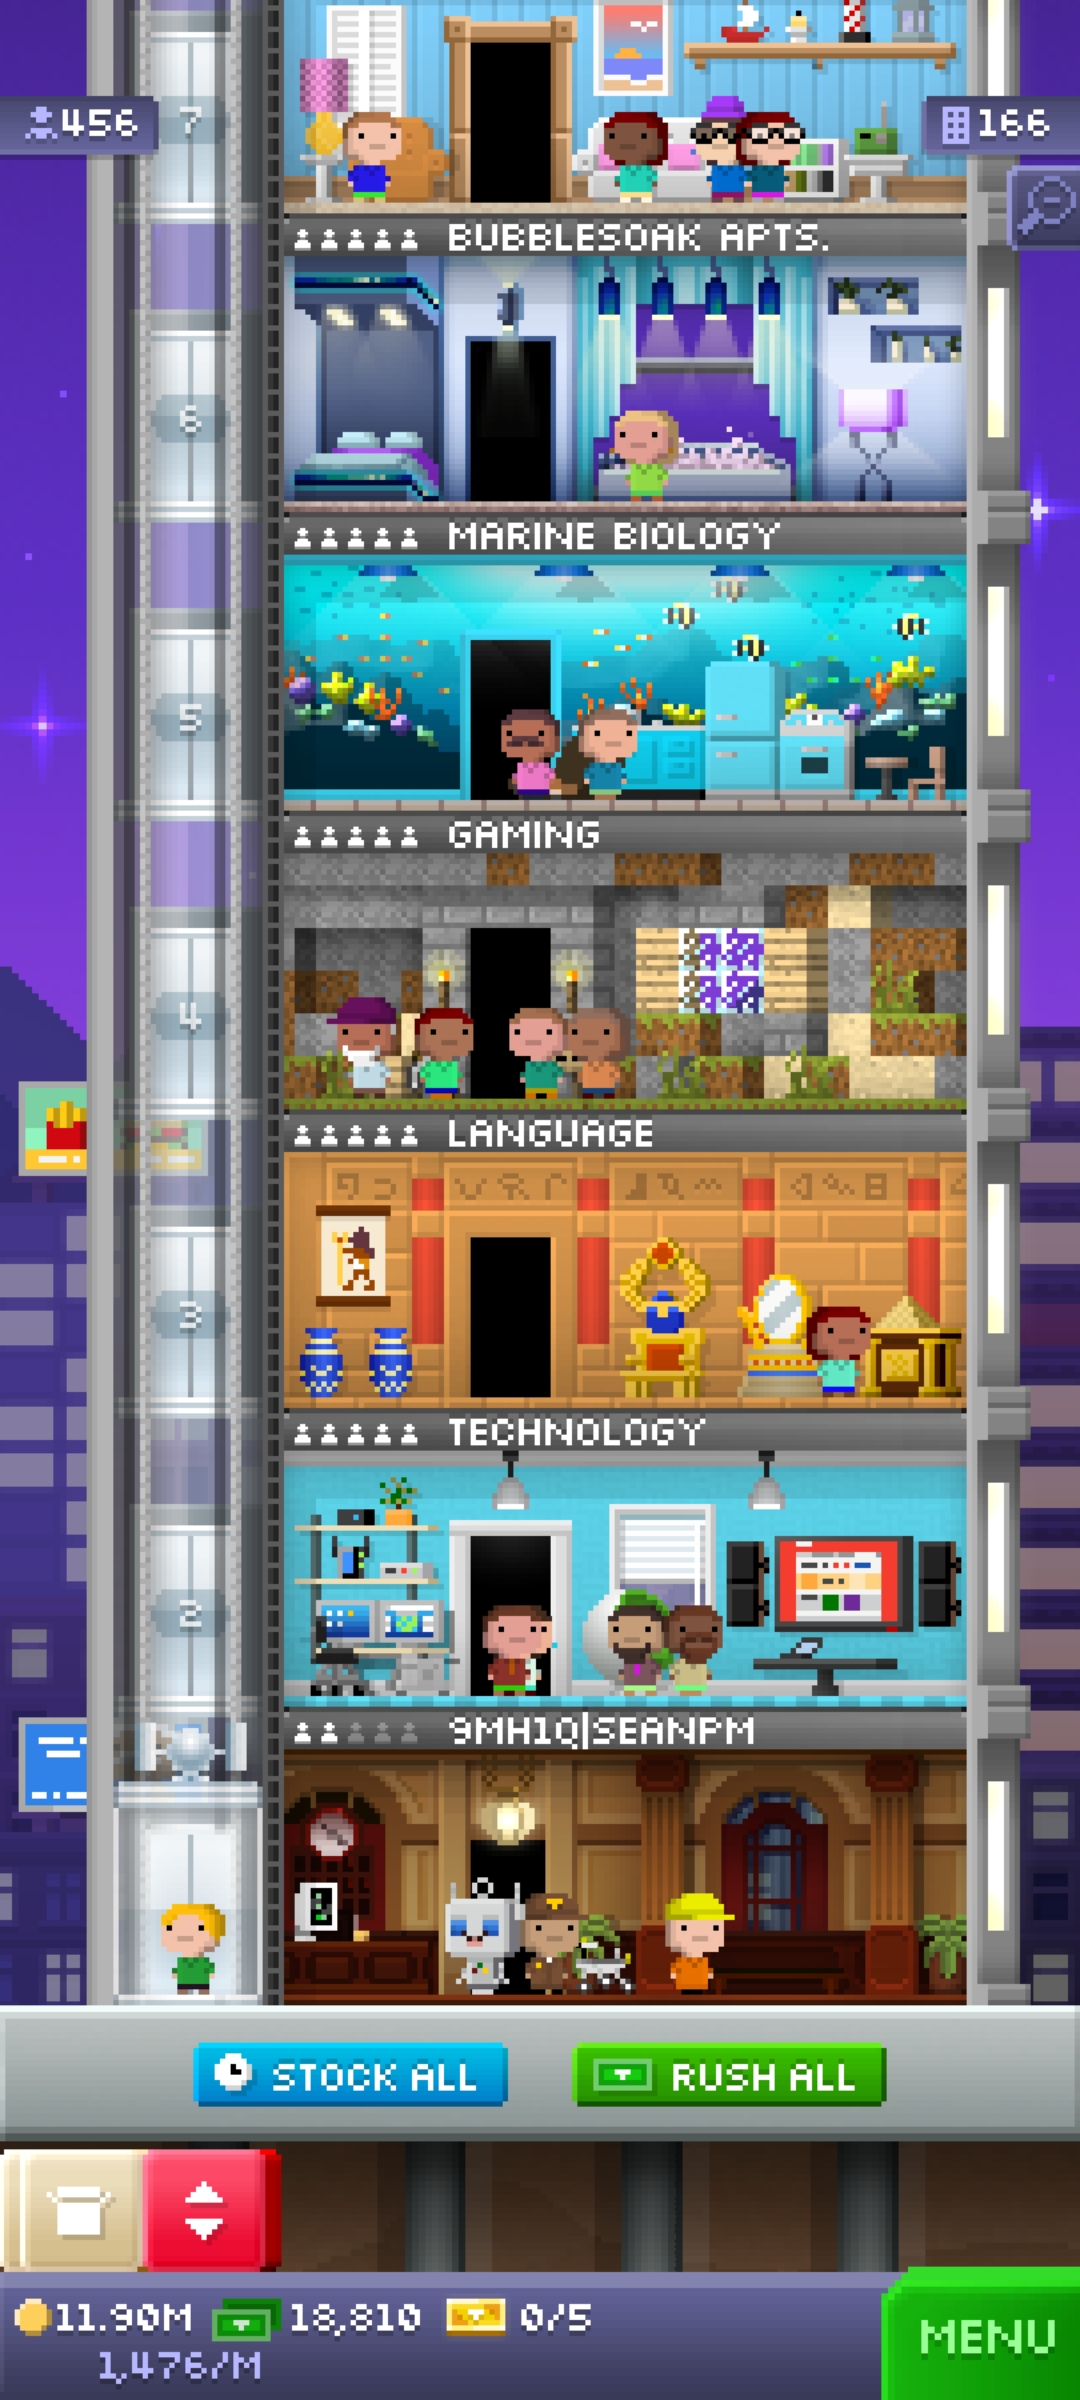 7
456
166
BUBBLESOAK APTS.
6
MARINE BIOLOGY
5
GAMING
4
LANGUAGE
3
TECHNOLOGY
2
9MH1Q|SEANPM
STOCK ALL
RUSH ALL
11.90M
18,810
0/5
1,476/M
MENU